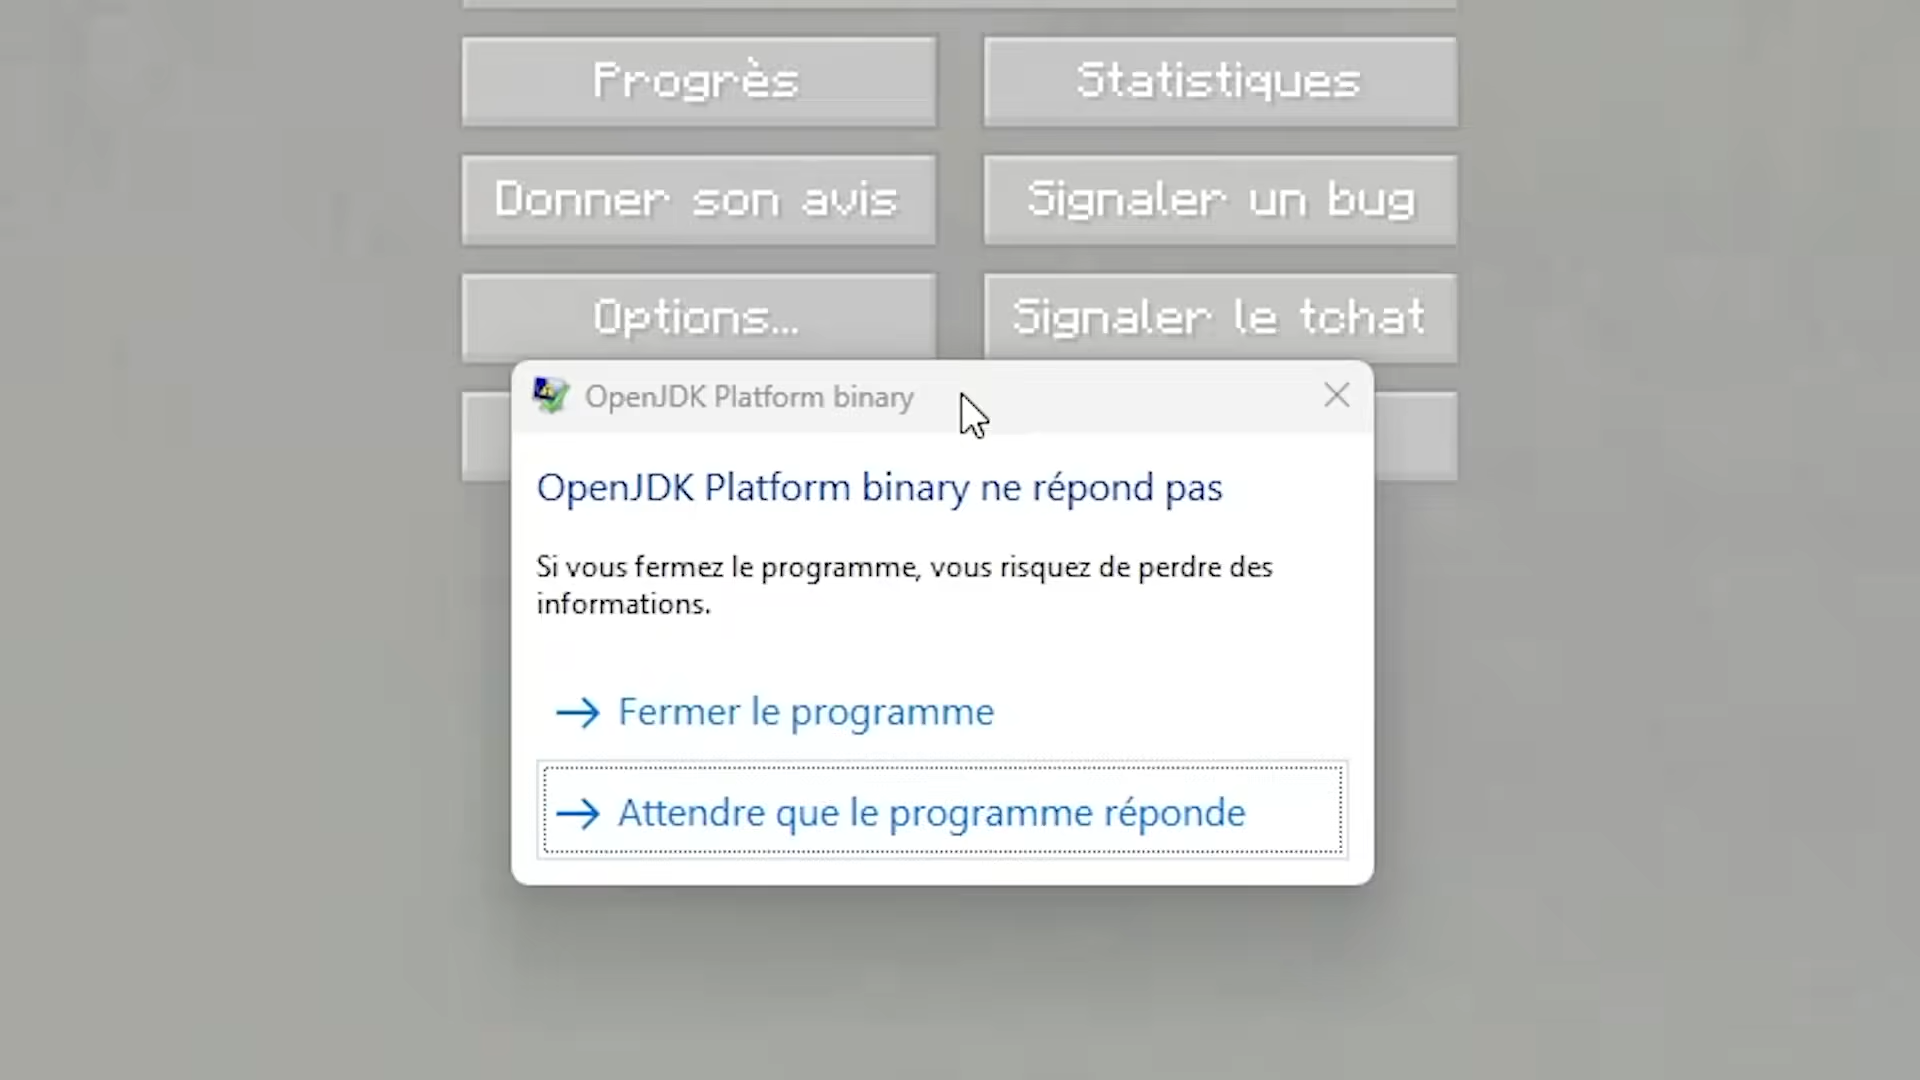 Progrès
Statistiques
Donner son avis
Signaler un bug
Options...
Signaler le tchat
OpenJDK Platform binary
OpenJDK Platform binary ne répond pas
Si vous fermez le programme, vous risquez de perdre des
informations.
Fermer le programme
Attendre que le programme réponde